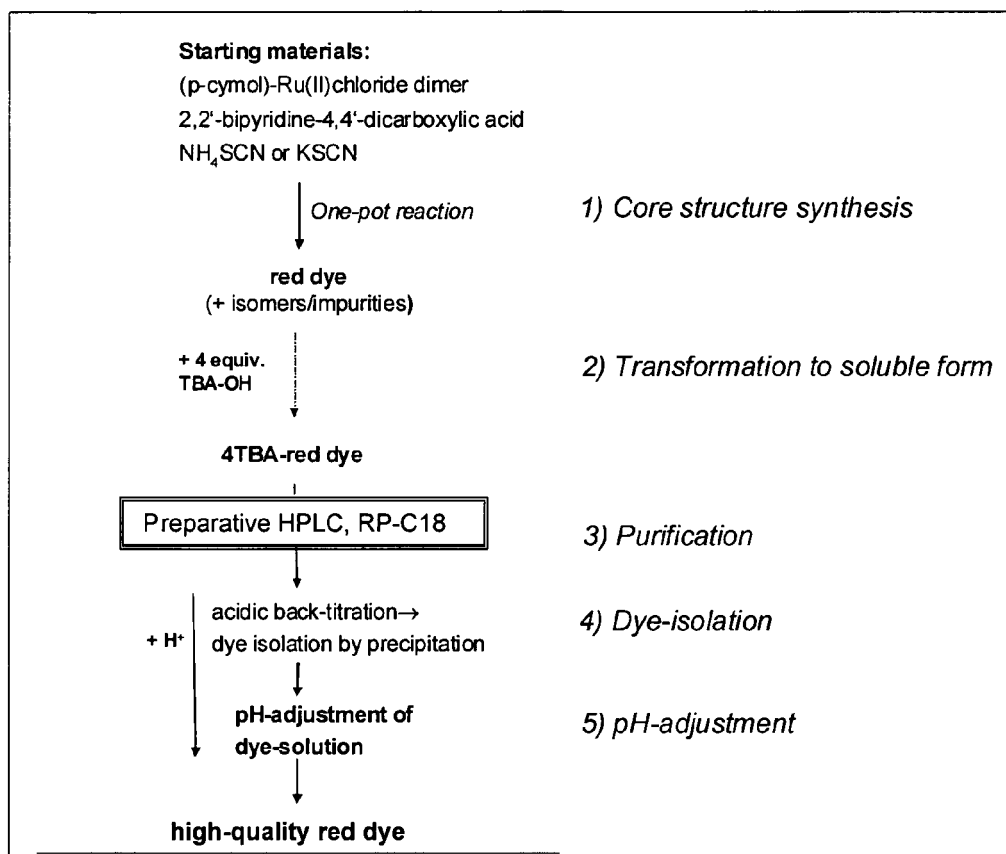 Starting materials:
(p-cymol)-Ru(II)chloride dimer
2,2'-bipyridine-4,4'-dicarboxylic acid
NH₄SCN or KSCN
One-pot reaction
1) Core structure synthesis
red dye
(+ isomers/impurities)
+ 4 equiv.
TBA-OH
2) Transformation to soluble form
4TBA-red dye
Preparative HPLC, RP-C18
3) Purification
acidic back-titration→
dye isolation by precipitation
+ H⁺
4) Dye-isolation
pH-adjustment of
dye-solution
5) pH-adjustment
high-quality red dye